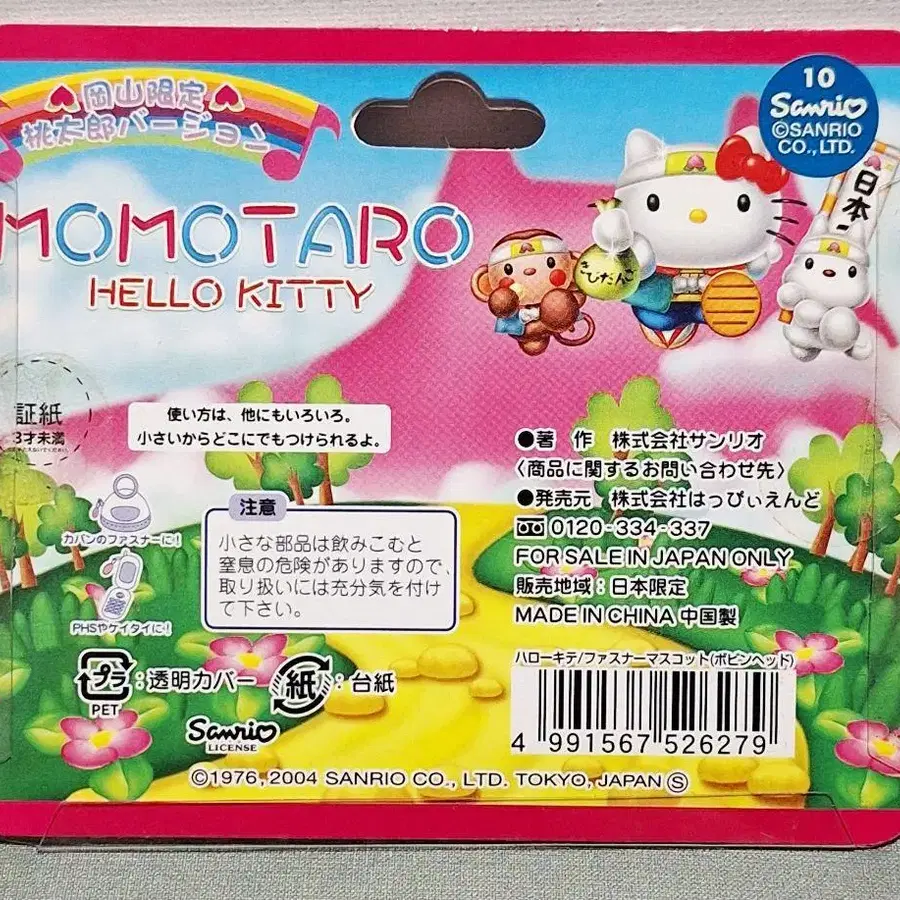 岡山限定
桃太郎バージョン
MOMOTARO
HELLO KITTY
10
Sanrio
©SANRIO
CO., LTD.
きびだんご
日本一
証紙
3才未満
使い方は、他にもいろいろ。
小さいからどこにでもつけられるよ。
カバンのファスナーに!
PHSやケイタイに!
注意
小さな部品は飲みこむと
窒息の危険がありますので、
取り扱いには充分気を付け
て下さい。
プラ
PET
:透明カバー
紙
:台紙
Sanrio
LICENSE
●著 作 株式会社サンリオ
〈商品に関するお問い合わせ先〉
●発売元 株式会社はっぴぃえんど
0120-334-337
FOR SALE IN JAPAN ONLY
販売地域：日本限定
MADE IN CHINA 中国製
ハローキティ/ファスナーマスコット(ボビンヘッド)
4 991567 526279
©1976, 2004 SANRIO CO., LTD. TOKYO, JAPAN Ⓢ